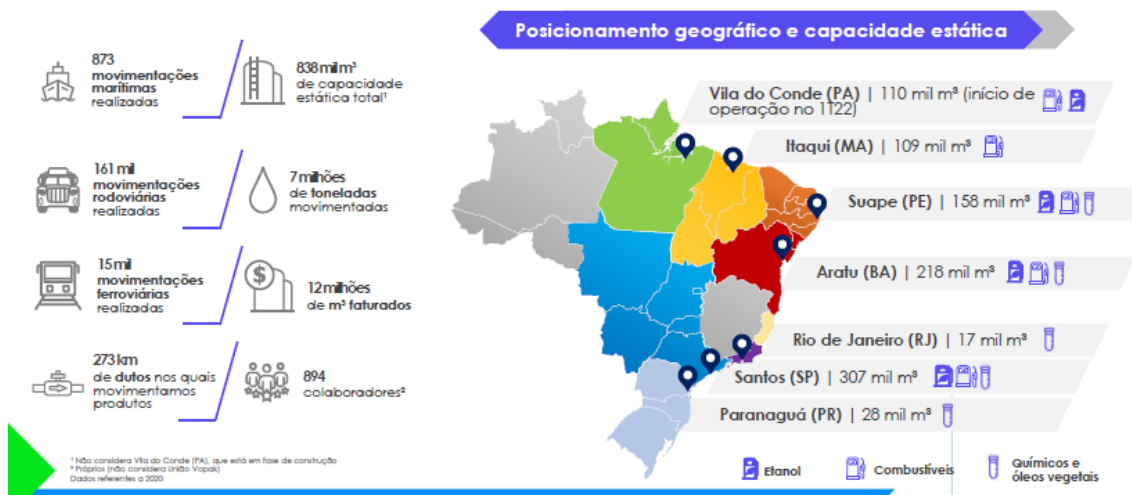 Posicionamento geográfico e capacidade estática
873
movimentações
marítimas
realizadas
838 mil m³
de capacidade
estática total¹
161 mil
movimentações
rodoviárias
realizadas
7 milhões
de toneladas
movimentadas
15 mil
movimentações
ferroviárias
realizadas
$
12 milhões
de m³ faturados
273 km
de dutos nos quais
movimentamos
produtos
894
colaboradores²
Vila do Conde (PA) | 110 mil m³ (início de
operação no 1T22)
Itaqui (MA) | 109 mil m³
Suape (PE) | 158 mil m³
Aratu (BA) | 218 mil m³
Rio de Janeiro (RJ) | 17 mil m³
Santos (SP) | 307 mil m³
Paranaguá (PR) | 28 mil m³
¹ Não considera Vila do Conde (PA), que está em fase de construção
² Próprios (não considera União Vopak)
Dados referentes a 2020
Etanol
Combustíveis
Químicos e
óleos vegetais